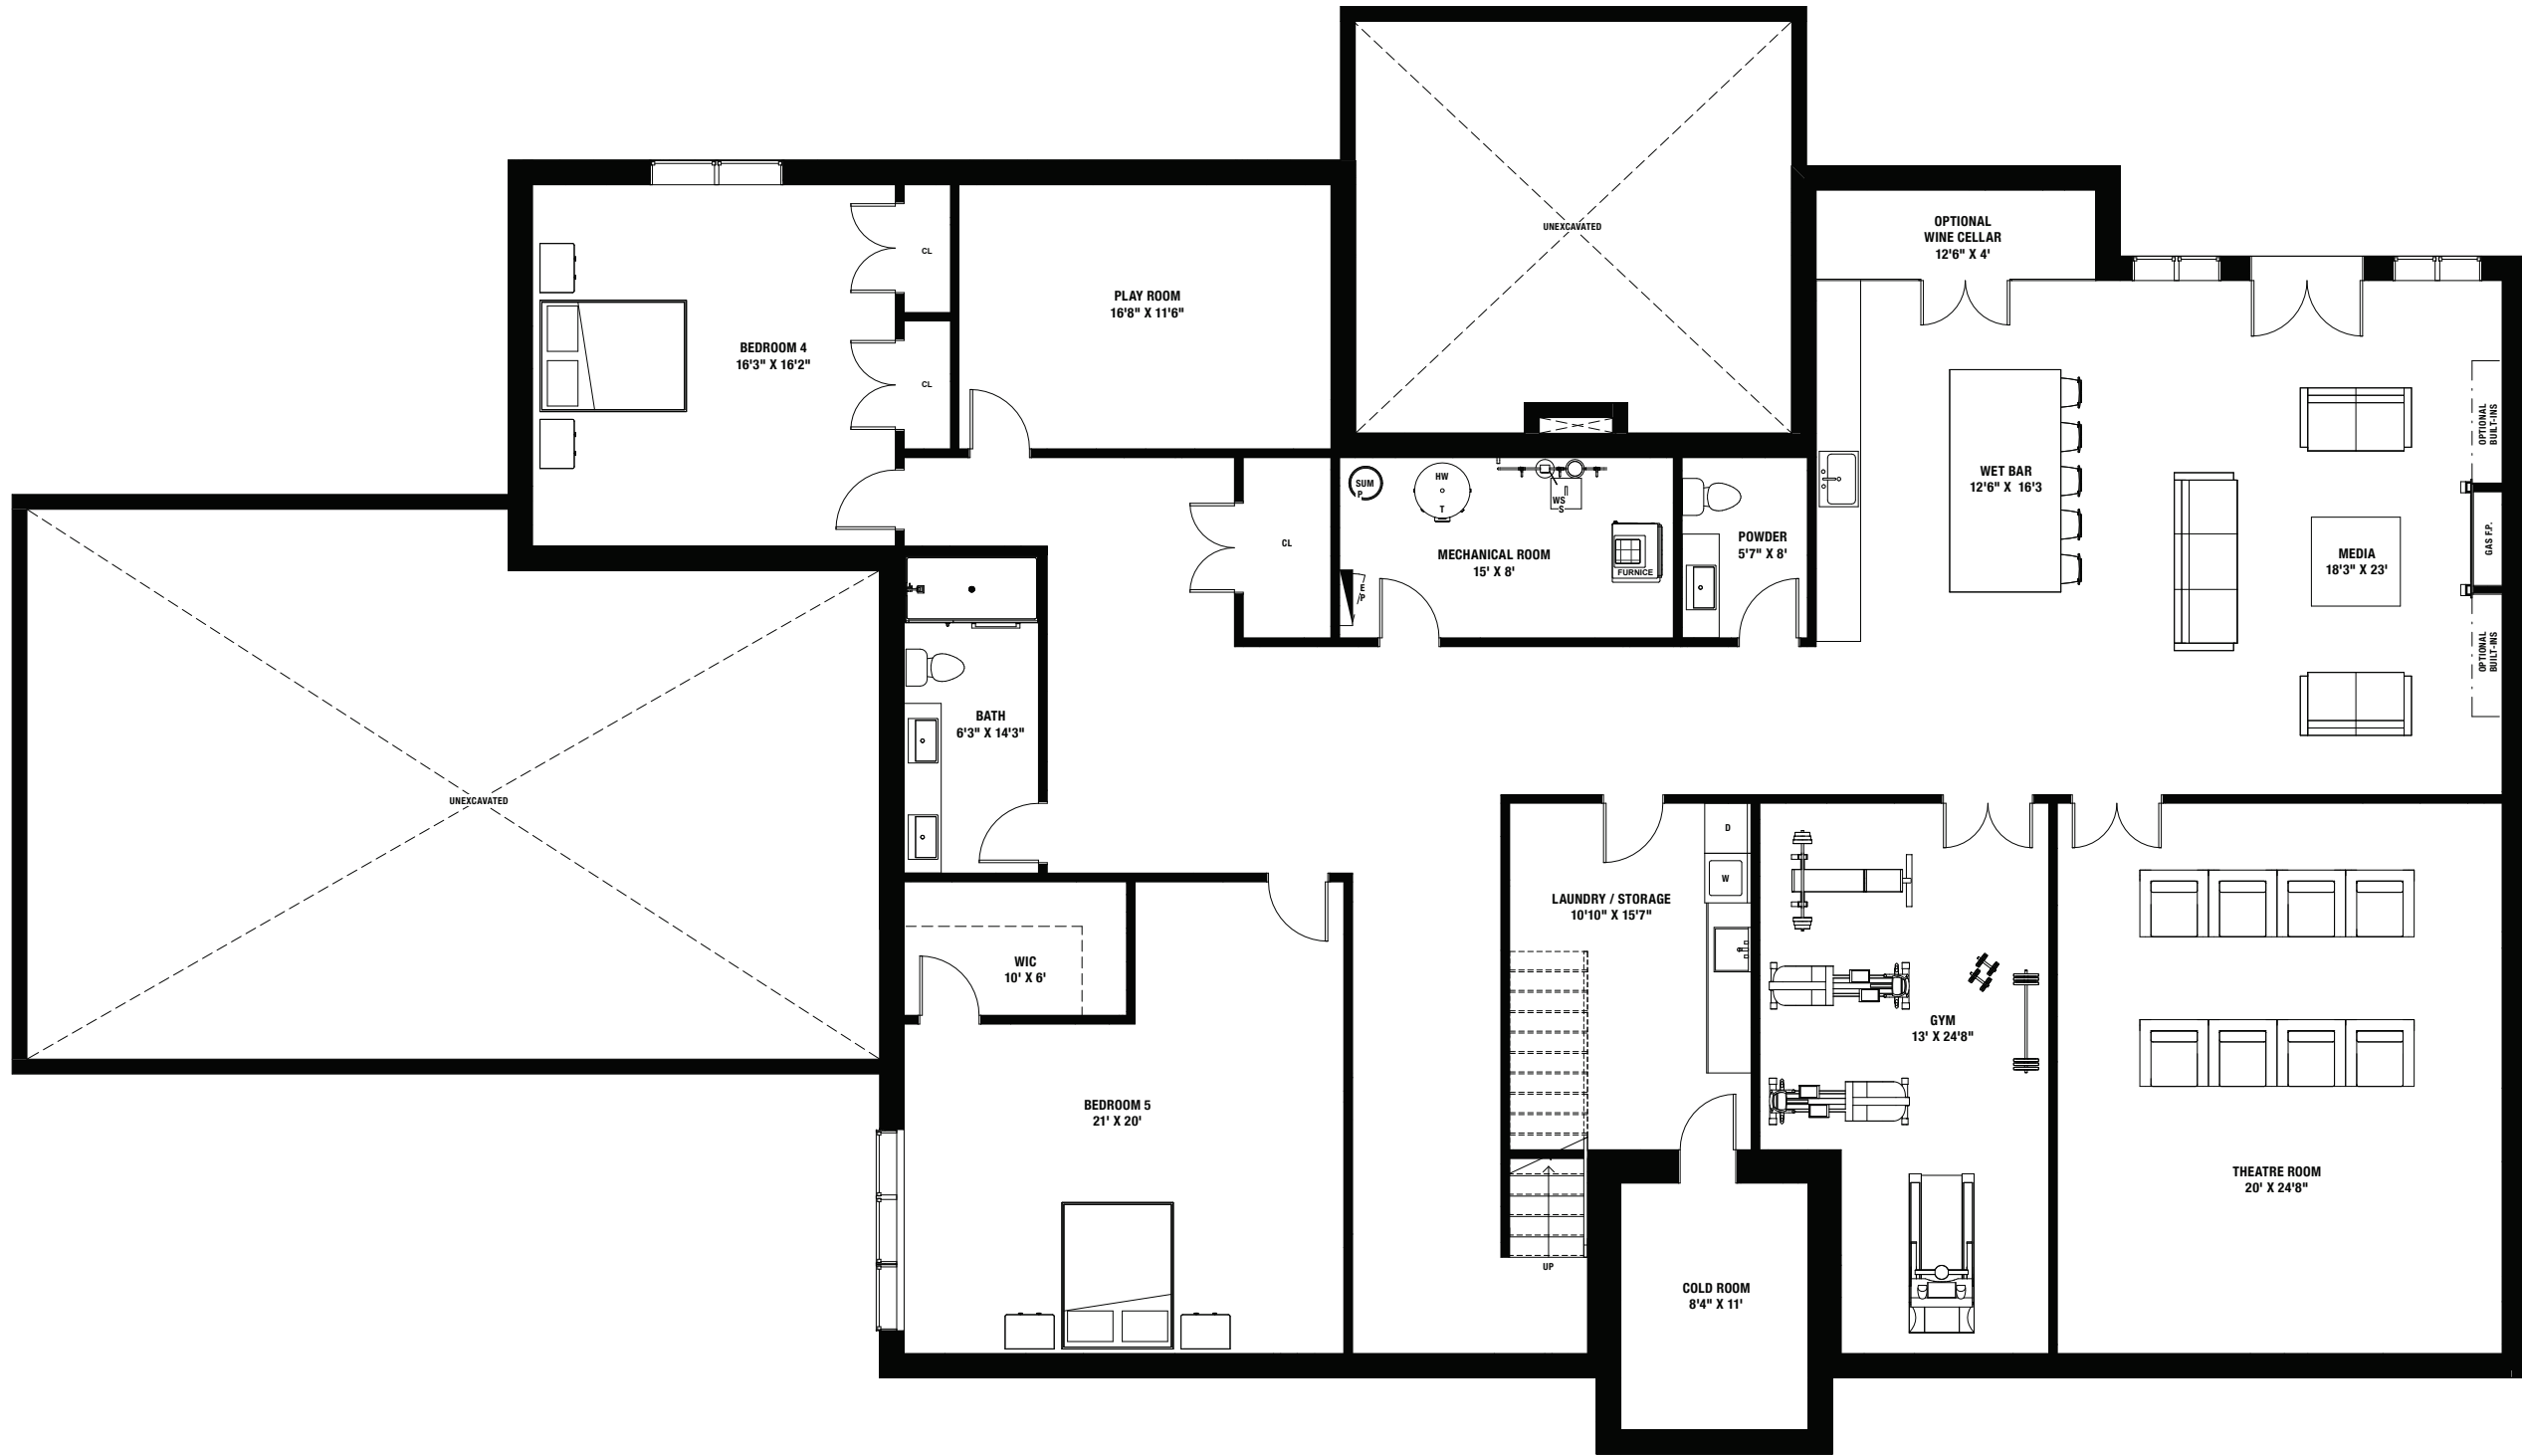 UNEXCAVATED
OPTIONAL
WINE CELLAR
12'6" X 4'
CL
PLAY ROOM
16'8" X 11'6"
BEDROOM 4
16'3" X 16'2"
CL
OPTIONAL
BUILT-INS
WET BAR
12'6" X 16'3
SUM
P
HW
T
WS
S
CL
MECHANICAL ROOM
15' X 8'
FURNICE
E
/P
POWDER
5'7" X 8'
MEDIA
18'3" X 23'
GAS F.P.
OPTIONAL
BUILT-INS
BATH
6'3" X 14'3"
UNEXCAVATED
D
W
LAUNDRY / STORAGE
10'10" X 15'7"
WIC
10' X 6'
GYM
13' X 24'8"
BEDROOM 5
21' X 20'
THEATRE ROOM
20' X 24'8"
UP
COLD ROOM
8'4" X 11'